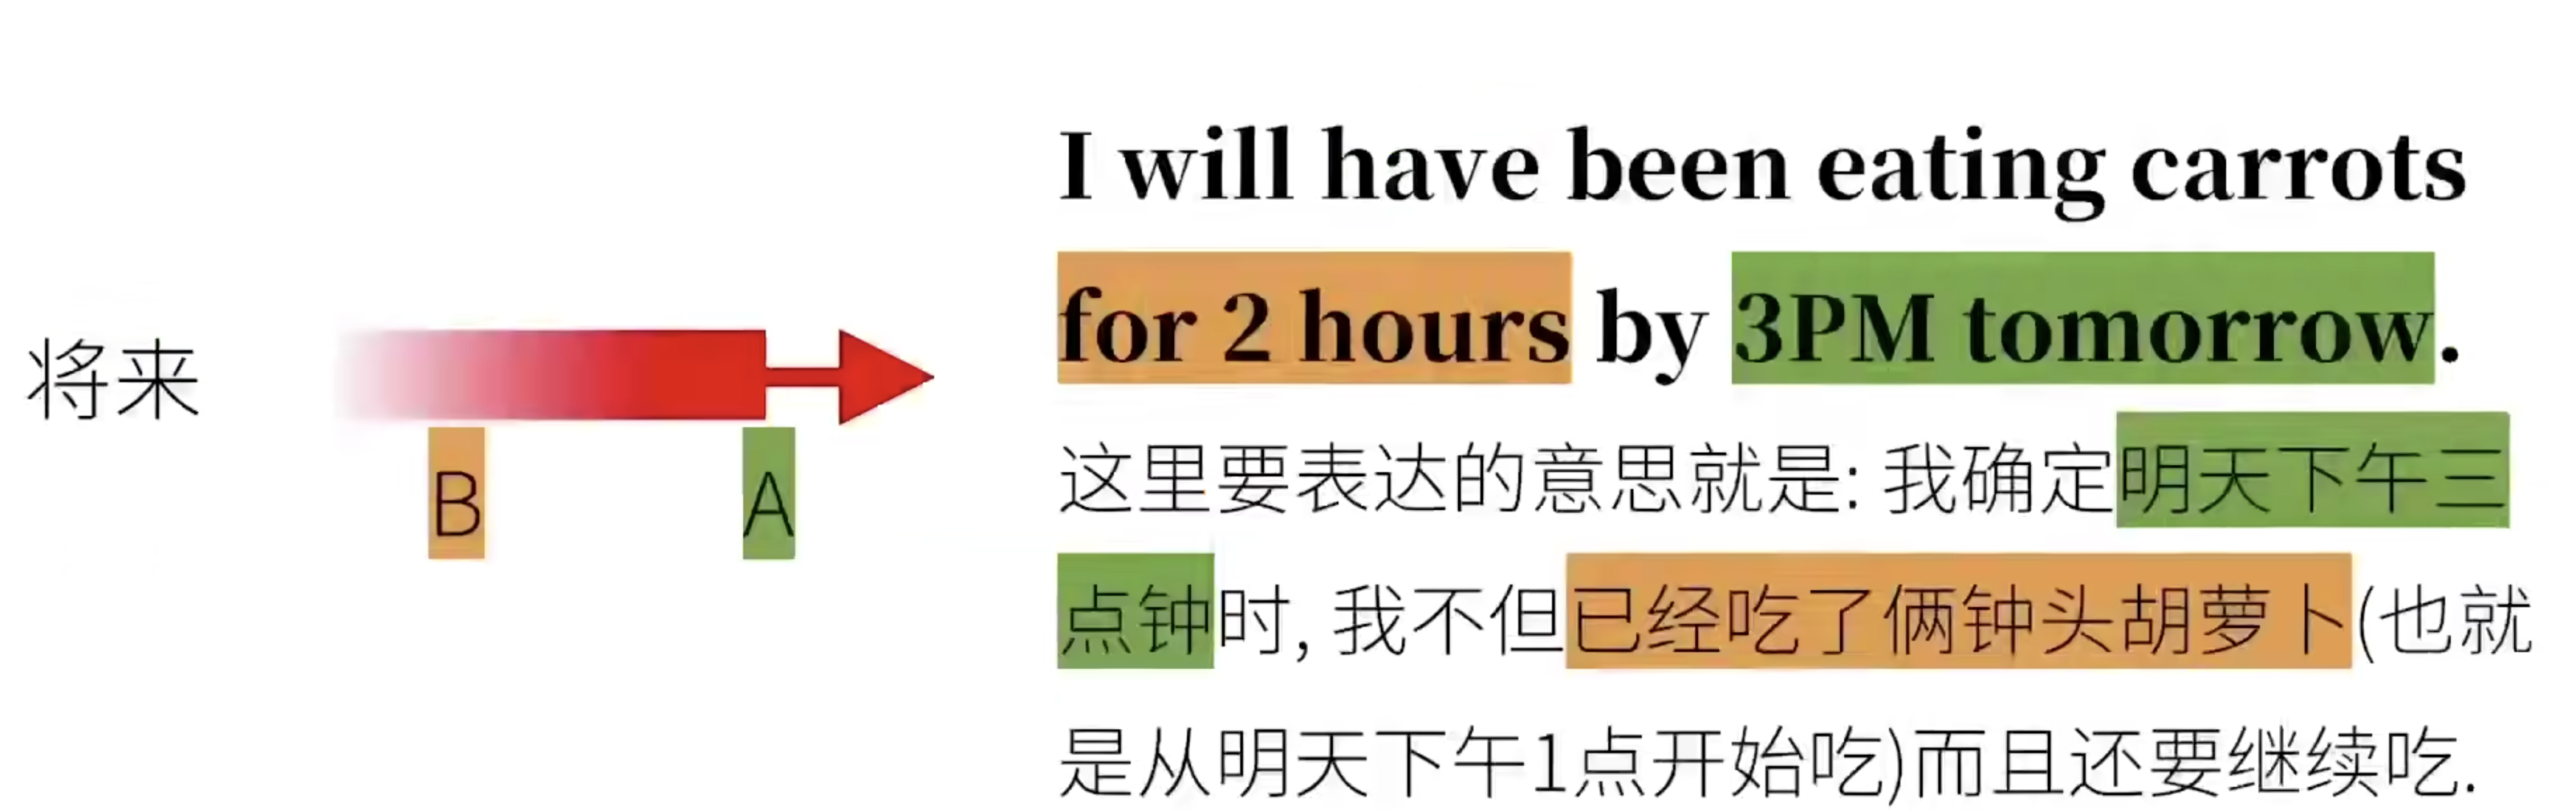 I will have been eating carrots
for 2 hours by 3PM tomorrow.
将来
B
A
这里要表达的意思就是: 我确定明天下午三
点钟时, 我不但已经吃了俩钟头胡萝卜(也就
是从明天下午1点开始吃)而且还要继续吃.